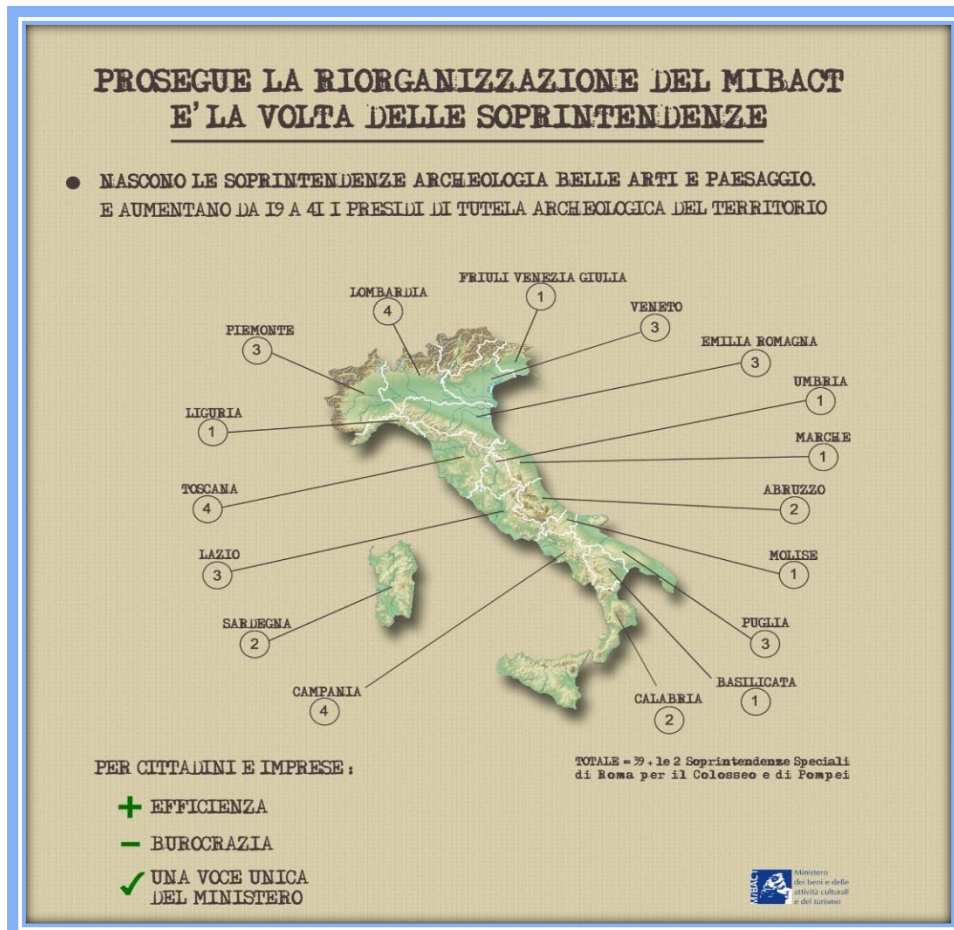 PROSEGUE LA RIORGANIZZAZIONE DEL MIBACT
E' LA VOLTA DELLE SOPRINTENDENZE
● NASCONO LE SOPRINTENDENZE ARCHEOLOGIA BELLE ARTI E PAESAGGIO.
E AUMENTANO DA 19 A 41 I PRESIDI DI TUTELA ARCHEOLOGICA DEL TERRITORIO
FRIULI VENEZIA GIULIA
1
LOMBARDIA
4
VENETO
3
PIEMONTE
3
EMILIA ROMAGNA
3
UMBRIA
1
LIGURIA
1
MARCHE
1
TOSCANA
4
ABRUZZO
2
LAZIO
3
MOLISE
1
SARDEGNA
2
PUGLIA
3
CAMPANIA
4
BASILICATA
1
CALABRIA
2
TOTALE = 39 + le 2 Soprintendenze Speciali
di Roma per il Colosseo e di Pompei
PER CITTADINI E IMPRESE:
+ EFFICIENZA
- BUROCRAZIA
✓ UNA VOCE UNICA
DEL MINISTERO
MiBACT
Ministero
dei beni e delle
attività culturali
e del turismo